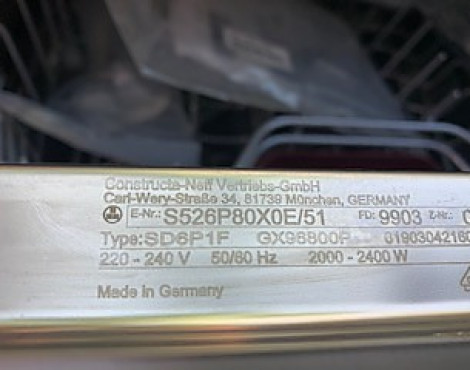 Constructa-Neff Vertriebs-GmbH
Carl-Wery-Straße 34, 81739 München, GERMANY
E-Nr.: S526P80X0E/51 FD: 9903 Z-Nr.:
Type: SD6P1F
220 - 240 V 50/60 Hz 2000 - 2400 W
Made in Germany